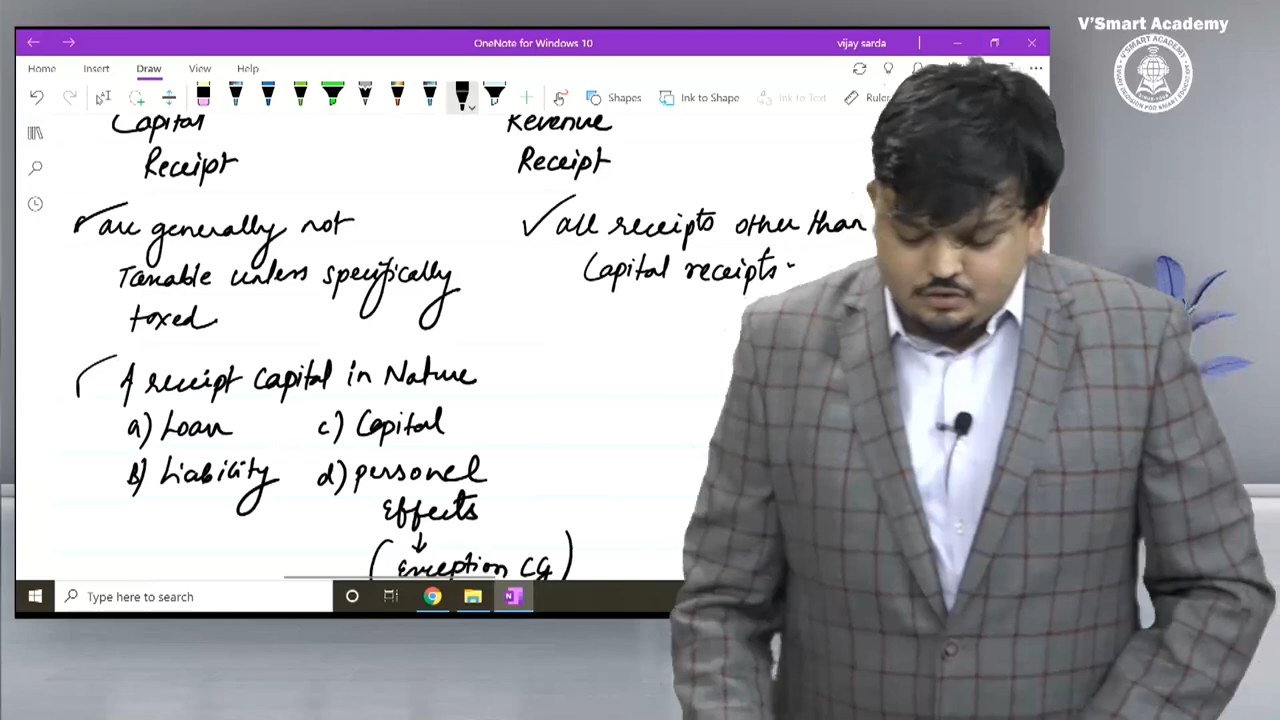 V'Smart Academy
OneNote for Windows 10
vijay sarda
Home Insert Draw View Help
Shapes Ink to Shape Ink to Text Ruler
Capital
Receipt
are generally not
Taxable unless specifically
taxed
A receipt capital in Nature
a) Loan c) Capital
B) Liability d) personel
Effects
(Exception CG)
Revenue
Receipt
all receipts other than
Capital receipts.
Type here to search